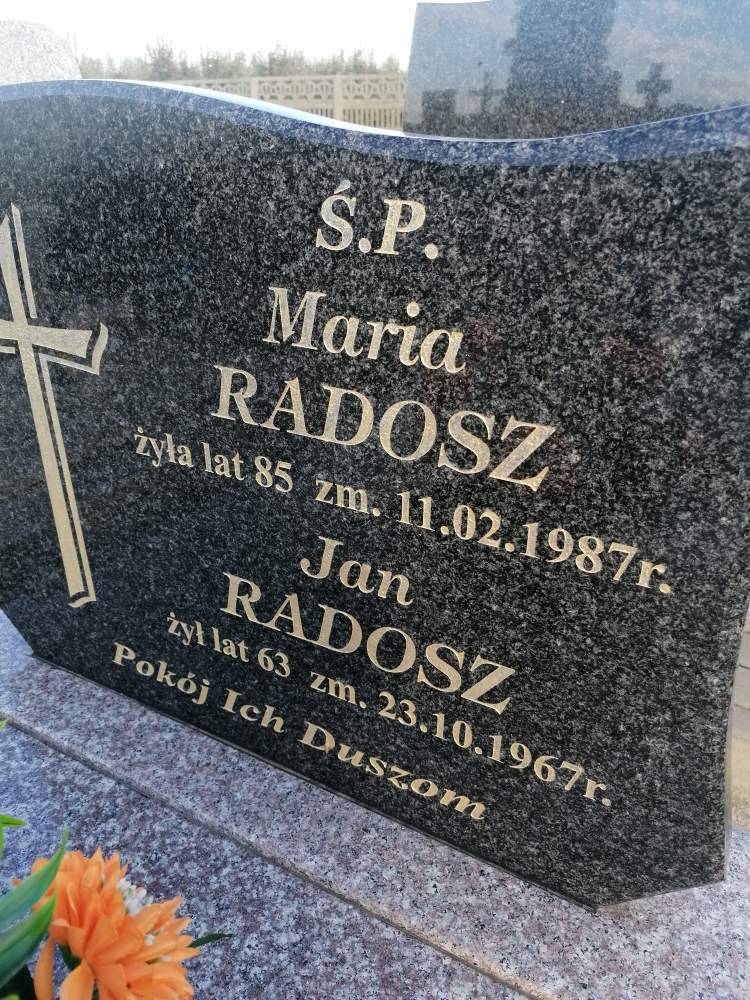 Ś.P.
Maria
RADOSZ
żyła lat 85 zm. 11.02.1987r.
Jan
RADOSZ
żył lat 63 zm. 23.10.1967r.
Pokój Ich Duszom